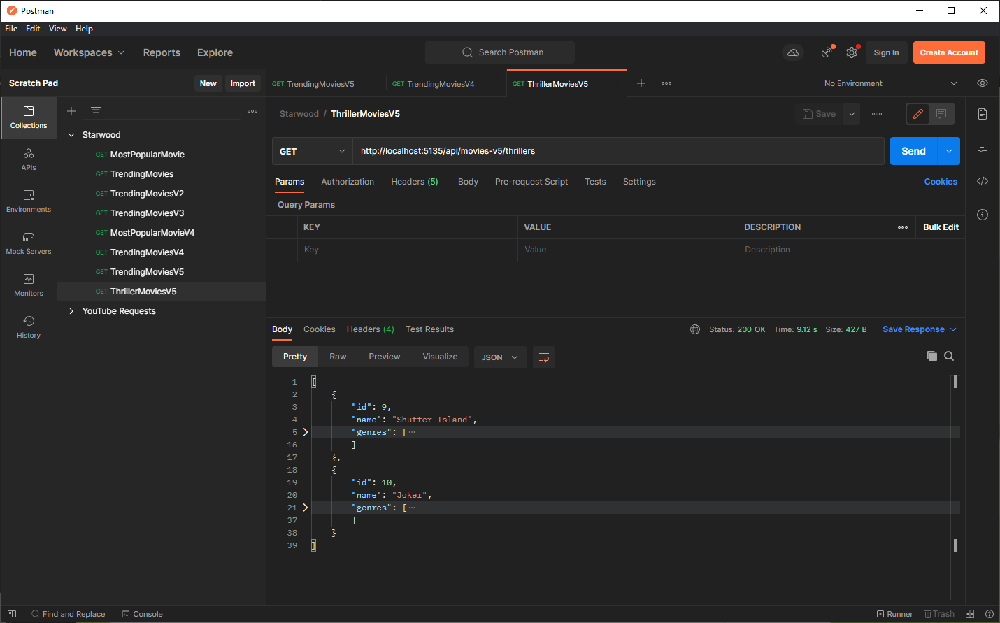 Postman
File Edit View Help
Home Workspaces Reports Explore Search Postman Sign In Create Account
Scratch Pad New Import GET TrendingMoviesV5 GET TrendingMoviesV4 GET ThrillerMoviesV5 No Environment
Collections
APIs
Environments
Mock Servers
Monitors
History
Starwood
GET MostPopularMovie
GET TrendingMovies
GET TrendingMoviesV2
GET TrendingMoviesV3
GET MostPopularMovieV4
GET TrendingMoviesV4
GET TrendingMoviesV5
GET ThrillerMoviesV5
YouTube Requests
Starwood / ThrillerMoviesV5 Save
GET http://localhost:5135/api/movies-v5/thrillers Send
Params Authorization Headers (5) Body Pre-request Script Tests Settings Cookies
Query Params
KEY VALUE DESCRIPTION Bulk Edit
Key Value Description
Body Cookies Headers (4) Test Results Status: 200 OK Time: 9.12 s Size: 427 B Save Response
Pretty Raw Preview Visualize JSON
1 [
2 {
3 "id": 9,
4 "name": "Shutter Island",
5 "genres": [ ···
16 ]
17 },
18 {
19 "id": 10,
20 "name": "Joker",
21 "genres": [ ···
37 ]
38 }
39 ]
Find and Replace Console Runner Trash